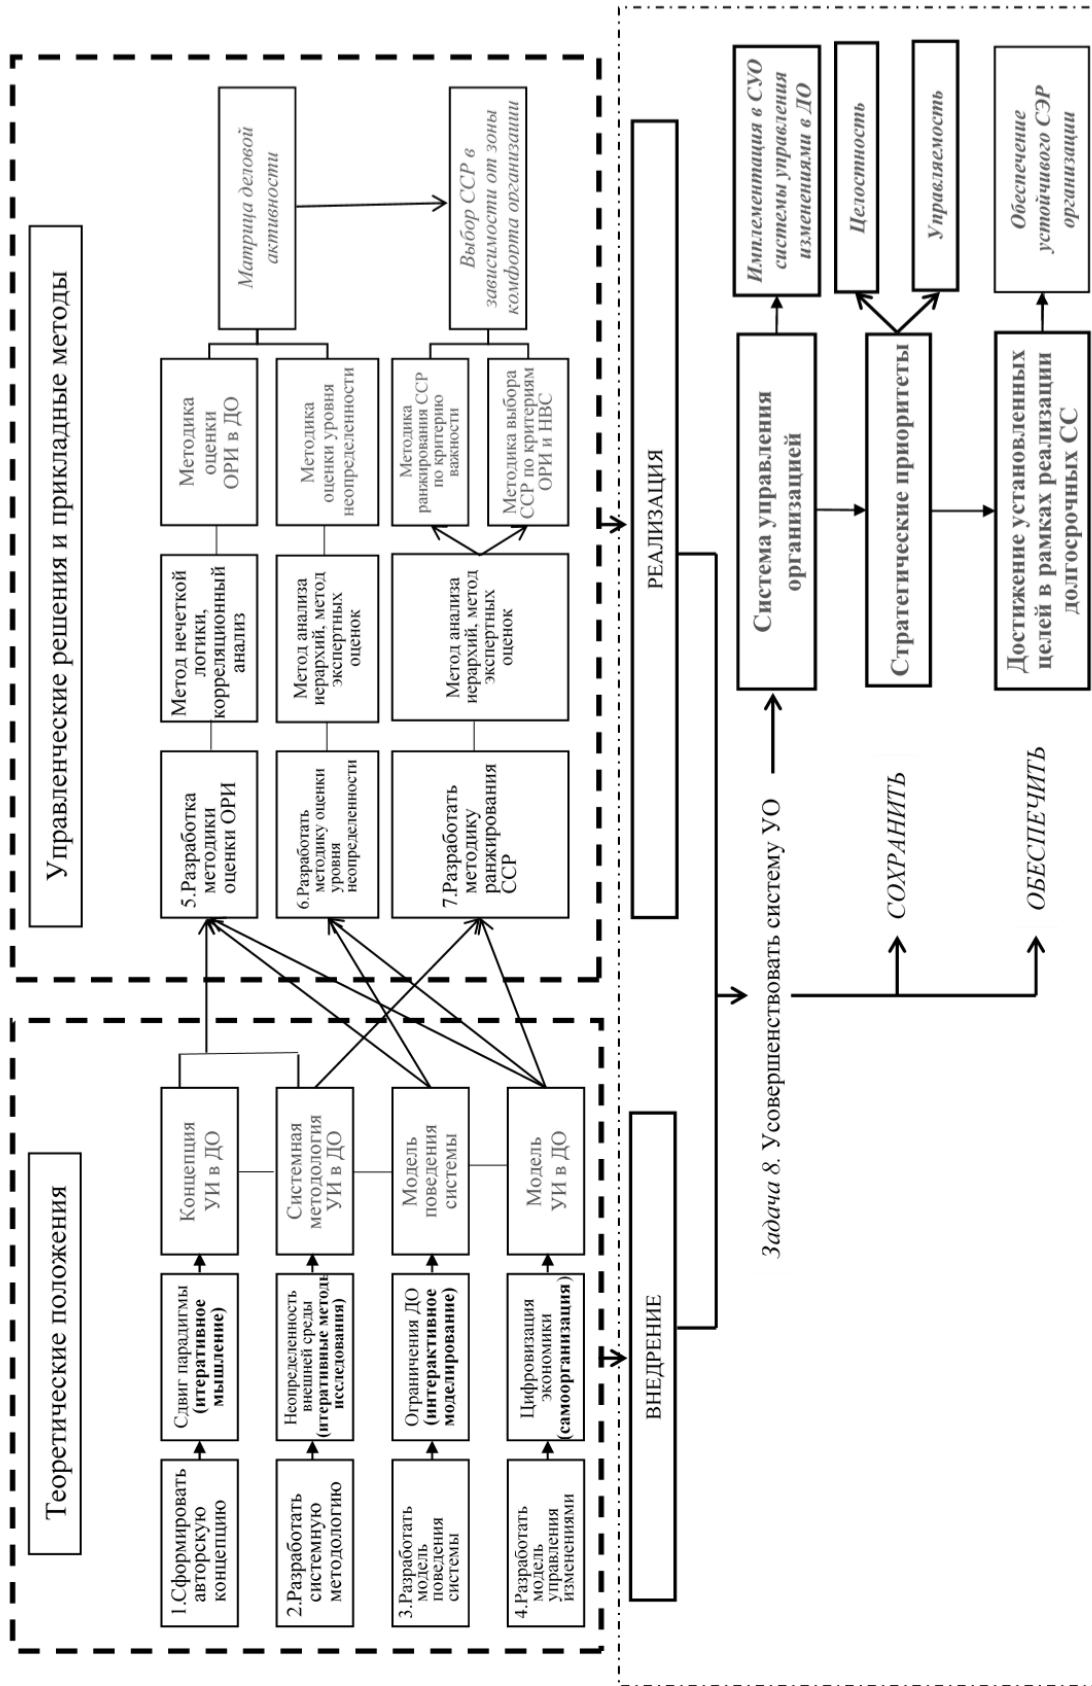 Теоретические положения
1.Сформировать
авторскую
концепцию
Сдвиг парадигмы
(итеративное
мышление)
Концепция
УИ в ДО
2.Разработать
системную
методологию
Неопределенность
внешней среды
(итеративные методы
исследования)
Системная
методология
УИ в ДО
3.Разработать
модель
поведения
системы
Ограничения ДО
(интерактивное
моделирование)
Модель
поведения
системы
4.Разработать
модель
управления
изменениями
Цифровизация
экономики
(самоорганизация)
Модель
УИ в ДО
Управленческие решения и прикладные методы
5.Разработка
методики
оценки ОРИ
Метод нечеткой
логики,
корреляционный
анализ
Методика
оценки
ОРИ в ДО
Матрица деловой
активности
6.Разработать
методику оценки
уровня
неопределенности
Метод анализа
иерархий, метод
экспертных
оценок
Методика
оценки уровня
неопределенности
7.Разработать
методику
ранжирования
ССР
Метод анализа
иерархий, метод
экспертных
оценок
Методика
ранжирования ССР
по критерию
важности
Методика выбора
ССР по критериям
ОРИ и НВС
Выбор ССР в
зависимости от зоны
комфорта организации
ВНЕДРЕНИЕ
РЕАЛИЗАЦИЯ
Задача 8. Усовершенствовать систему УО
Система управления
организацией
Имплементация в СУО
системы управления
изменениями в ДО
СОХРАНИТЬ
Стратегические приоритеты
Целостность
Управляемость
ОБЕСПЕЧИТЬ
Достижение установленных
целей в рамках реализации
долгосрочных СС
Обеспечение
устойчивого СЭР
организации